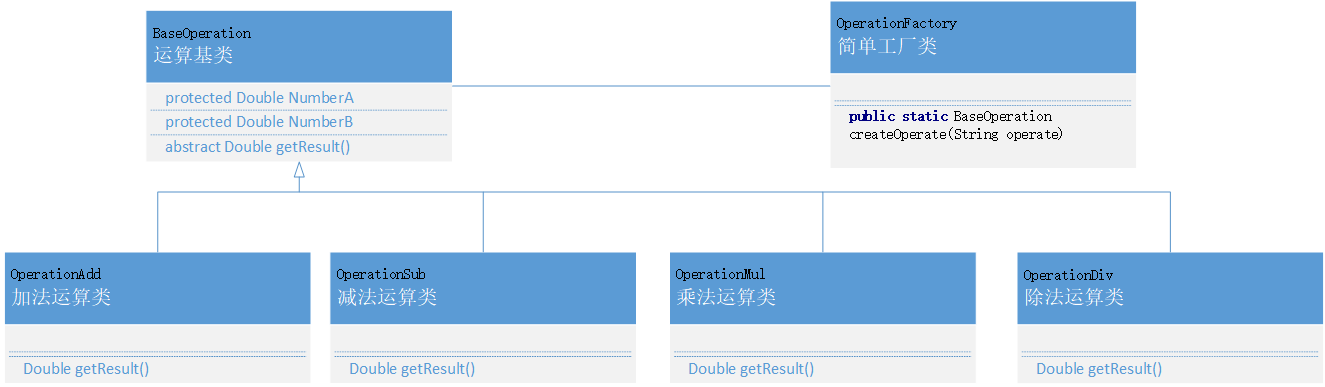 BaseOperation
运算基类
protected Double NumberA
protected Double NumberB
abstract Double getResult()
OperationFactory
简单工厂类
public static BaseOperation
createOperate(String operate)
OperationAdd
加法运算类
Double getResult()
OperationSub
减法运算类
Double getResult()
OperationMul
乘法运算类
Double getResult()
OperationDiv
除法运算类
Double getResult()